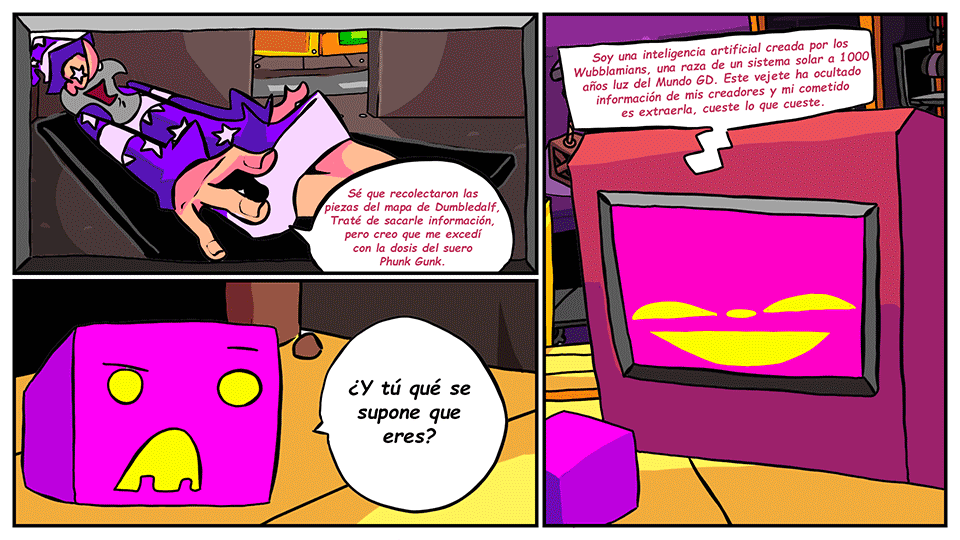 Sé que recolectaron las
piezas del mapa de Dumbledalf,
Traté de sacarle información,
pero creo que me excedí
con la dosis del suero
Phunk Gunk.
¿Y tú qué se
supone que
eres?
Soy una inteligencia artificial creada por los
Wubblamians, una raza de un sistema solar a 1000
años luz del Mundo GD. Este vejete ha ocultado
información de mis creadores y mi cometido
es extraerla, cueste lo que cueste.